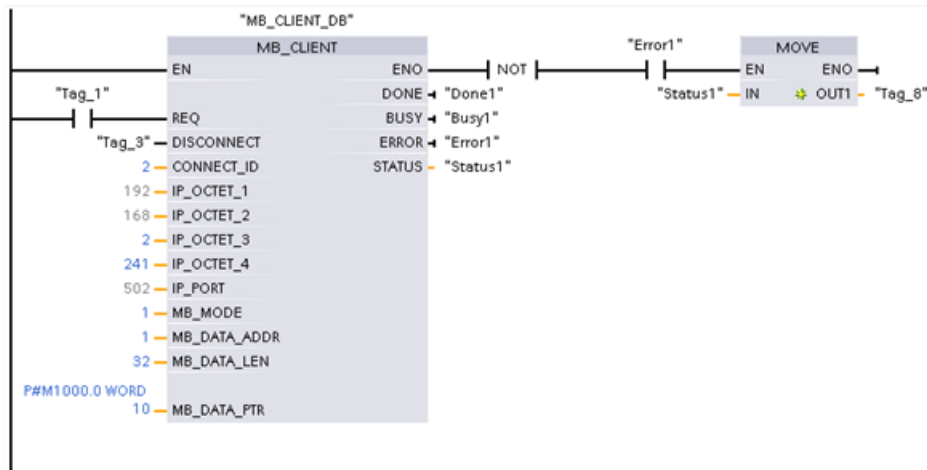 "MB_CLIENT_DB"
MB_CLIENT
EN ENO
NOT
"Error1"
MOVE
EN ENO
"Status1" IN OUT1 "Tag_8"
DONE "Done1"
"Tag_1"
REQ BUSY "Busy1"
"Tag_3" DISCONNECT ERROR "Error1"
2 CONNECT_ID STATUS "Status1"
192 IP_OCTET_1
168 IP_OCTET_2
2 IP_OCTET_3
241 IP_OCTET_4
502 IP_PORT
1 MB_MODE
1 MB_DATA_ADDR
32 MB_DATA_LEN
P#M1000.0 WORD
10 MB_DATA_PTR